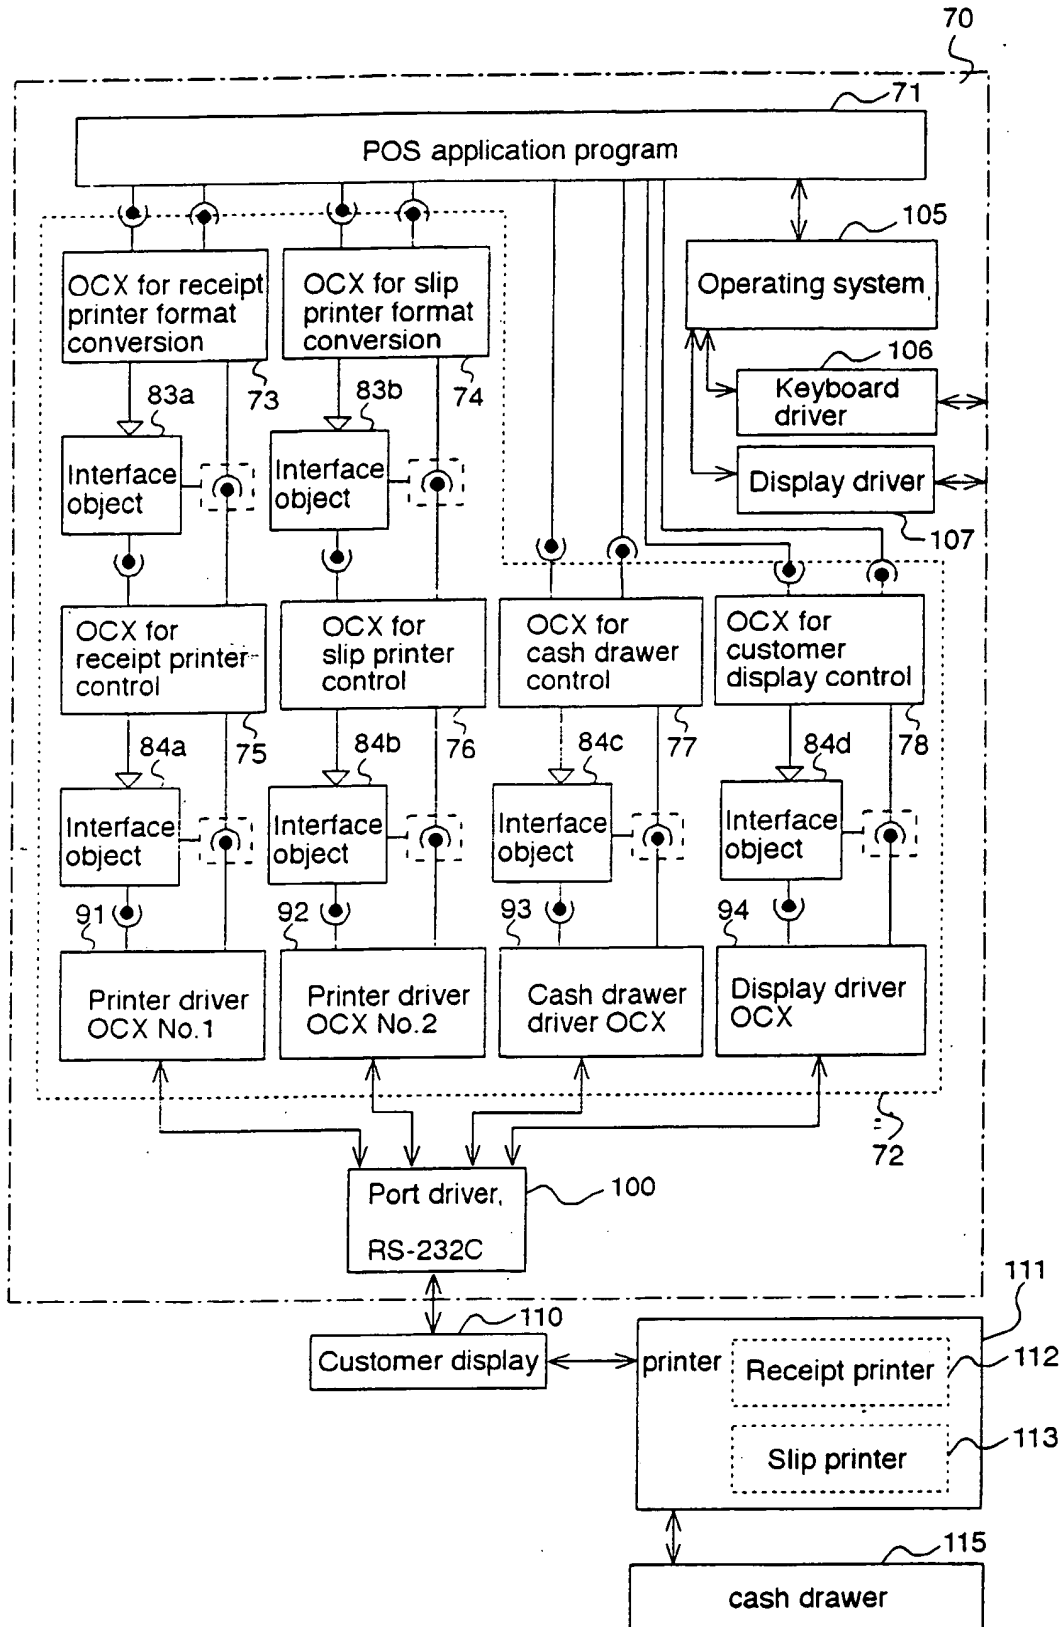 70
71
POS application program
105
OCX for receipt
printer format
conversion
OCX for slip
printer format
conversion
Operating system
73
74
106
83a
83b
Keyboard
driver
Interface
object
Interface
object
Display driver
107
OCX for
receipt printer
control
OCX for
slip printer
control
OCX for
cash drawer
control
OCX for
customer
display control
84a
75
84b
76
84c
77
84d
78
Interface
object
Interface
object
Interface
object
Interface
object
91
92
93
94
Printer driver
OCX No.1
Printer driver
OCX No.2
Cash drawer
driver OCX
Display driver
OCX
72
Port driver,
RS-232C
100
111
110
Customer display
printer
Receipt printer
112
Slip printer
113
115
cash drawer